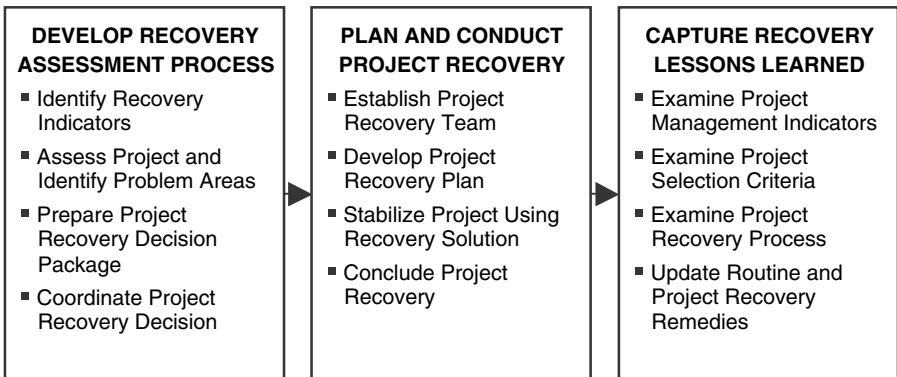 DEVELOP RECOVERY
ASSESSMENT PROCESS
▪ Identify Recovery
Indicators
▪ Assess Project and
Identify Problem Areas
▪ Prepare Project
Recovery Decision
Package
▪ Coordinate Project
Recovery Decision
PLAN AND CONDUCT
PROJECT RECOVERY
▪ Establish Project
Recovery Team
▪ Develop Project
Recovery Plan
▪ Stabilize Project Using
Recovery Solution
▪ Conclude Project
Recovery
CAPTURE RECOVERY
LESSONS LEARNED
▪ Examine Project
Management Indicators
▪ Examine Project
Selection Criteria
▪ Examine Project
Recovery Process
▪ Update Routine and
Project Recovery
Remedies